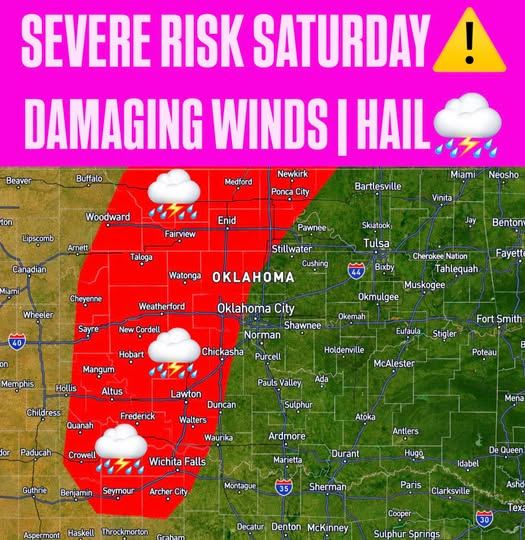 SEVERE RISK SATURDAY
DAMAGING WINDS | HAIL
Beaver
Buffalo
Medford
Newkirk
Ponca City
Bartlesville
Miami
Neosho
Vinita
Woodward
Enid
Pawnee
Skiatook
Jay
Lipscomb
Fairview
Arnett
Stillwater
Tulsa
Cherokee Nation
Canadian
Taloga
Cushing
44
Bixby
Tahlequah
Watonga
OKLAHOMA
Muskogee
Miami
Cheyenne
Okmulgee
Wheeler
Weatherford
Oklahoma City
Okemah
Fort Smith
40
Sayre
New Cordell
Norman
Shawnee
Eufaula
Stigler
Hobart
Chickasha
Purcell
Holdenville
Poteau
Memphis
Mangum
McAlester
Hollis
Altus
Lawton
Pauls Valley
Ada
Mena
Childress
Duncan
Sulphur
Frederick
Walters
Atoka
Quanah
Waurika
Ardmore
Antlers
Paducah
Crowell
Wichita Falls
Marietta
Durant
Hugo
Idabel
De Queen
Guthrie
Benjamin
Seymour
Archer City
Montague
35
Sherman
Paris
Clarksville
Cooper
30
Aspermont
Haskell
Throckmorton
Graham
Decatur
Denton
McKinney
Sulphur Springs